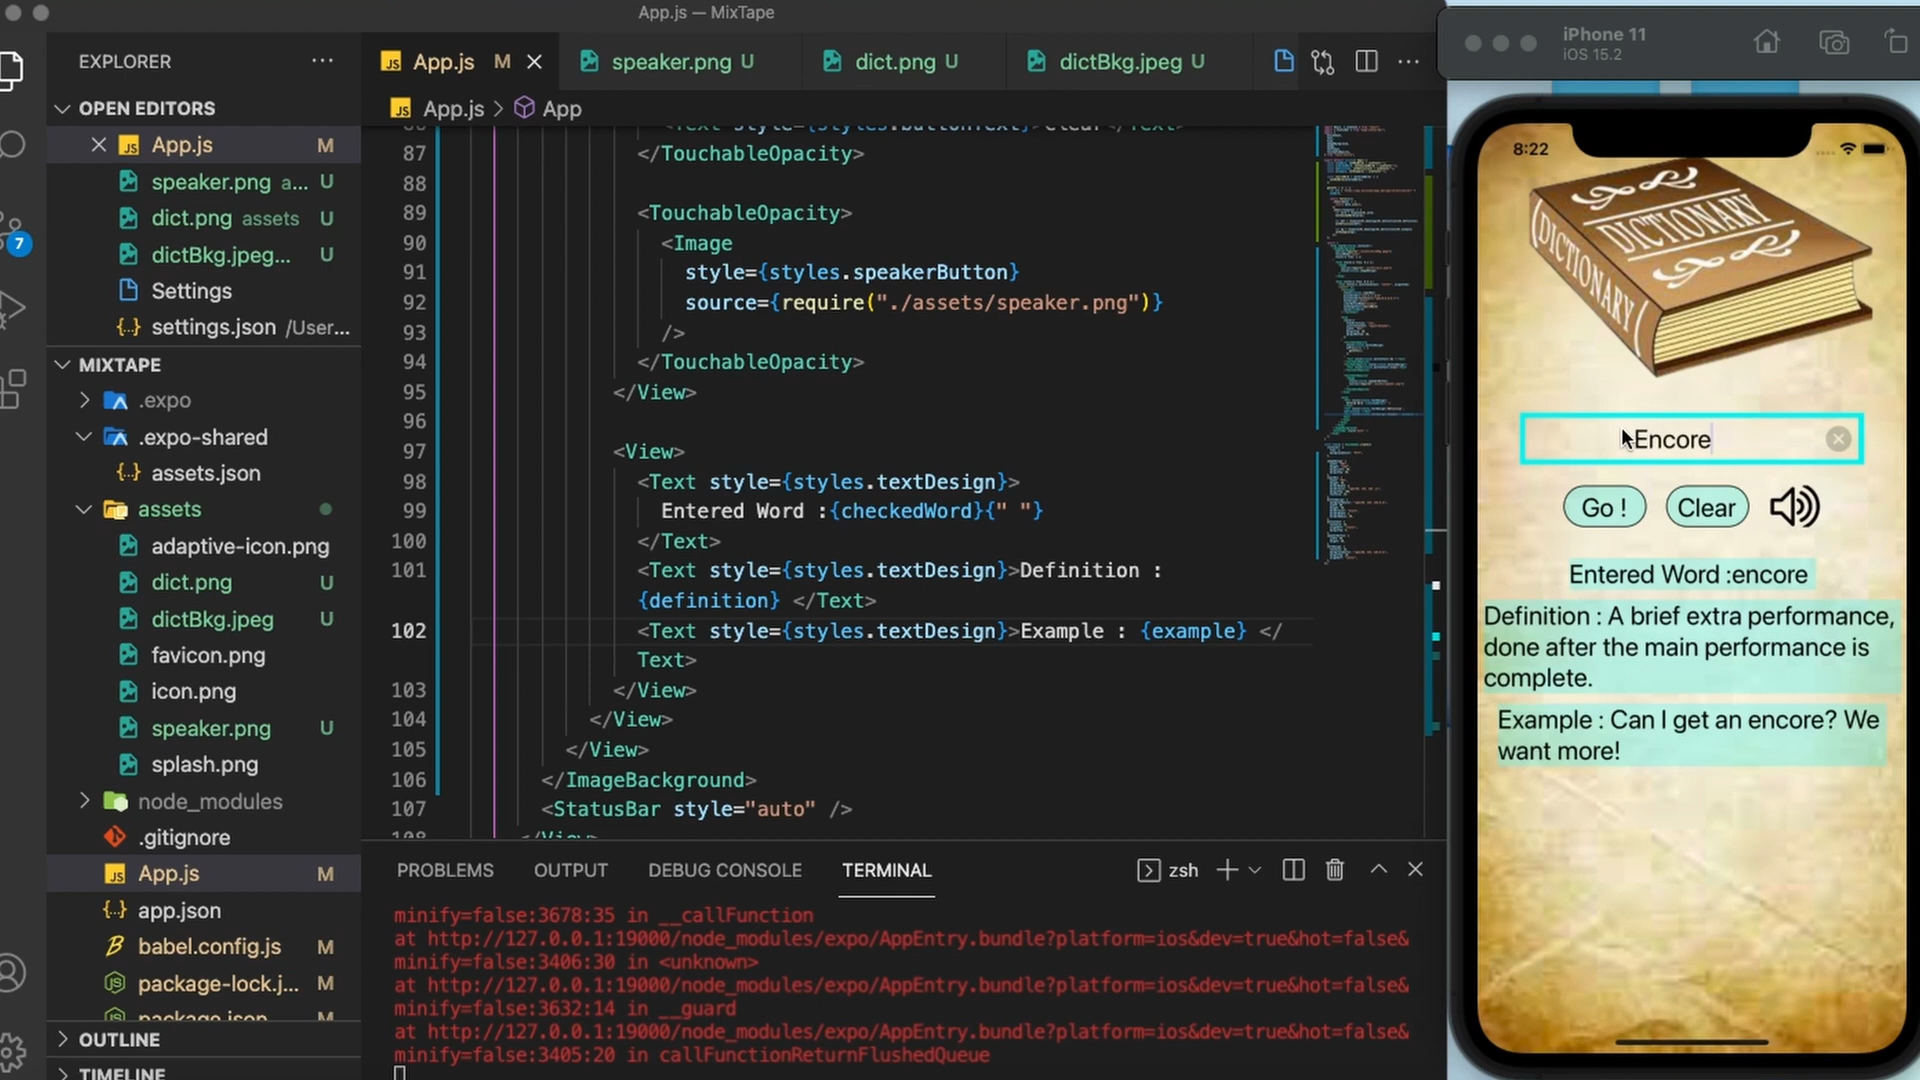 App.js — MixTape
EXPLORER
OPEN EDITORS
App.js M
speaker.png a... U
dict.png assets U
dictBkg.jpeg... U
Settings
settings.json /User...
7
MIXTAPE
.expo
.expo-shared
assets.json
assets
adaptive-icon.png
dict.png U
dictBkg.jpeg U
favicon.png
icon.png
speaker.png U
splash.png
node_modules
.gitignore
App.js M
app.json
babel.config.js M
package-lock.j... M
package.json M
OUTLINE
TIMELINE
App.js M
speaker.png U
dict.png U
dictBkg.jpeg U
App.js > App
86 <Text style={styles.buttonText}>Clear</Text>
87 </TouchableOpacity>
88
89 <TouchableOpacity>
90 <Image
91 style={styles.speakerButton}
92 source={require("./assets/speaker.png")}
93 />
94 </TouchableOpacity>
95 </View>
96
97 <View>
98 <Text style={styles.textDesign}>
99 Entered Word :{checkedWord}{" "}
100 </Text>
101 <Text style={styles.textDesign}>Definition :
{definition} </Text>
102 <Text style={styles.textDesign}>Example : {example} </
Text>
103 </View>
104 </View>
105 </View>
106 </ImageBackground>
107 <StatusBar style="auto" />
108 </View>
PROBLEMS OUTPUT DEBUG CONSOLE TERMINAL
zsh
minify=false:3678:35 in __callFunction
at http://127.0.0.1:19000/node_modules/expo/AppEntry.bundle?platform=ios&dev=true&hot=false&
minify=false:3406:30 in <unknown>
at http://127.0.0.1:19000/node_modules/expo/AppEntry.bundle?platform=ios&dev=true&hot=false&
minify=false:3632:14 in __guard
at http://127.0.0.1:19000/node_modules/expo/AppEntry.bundle?platform=ios&dev=true&hot=false&
minify=false:3405:20 in callFunctionReturnFlushedQueue
iPhone 11
iOS 15.2
8:22
DICTIONARY
DICTIONARY
Encore
Go !
Clear
Entered Word :encore
Definition : A brief extra performance,
done after the main performance is
complete.
Example : Can I get an encore? We
want more!